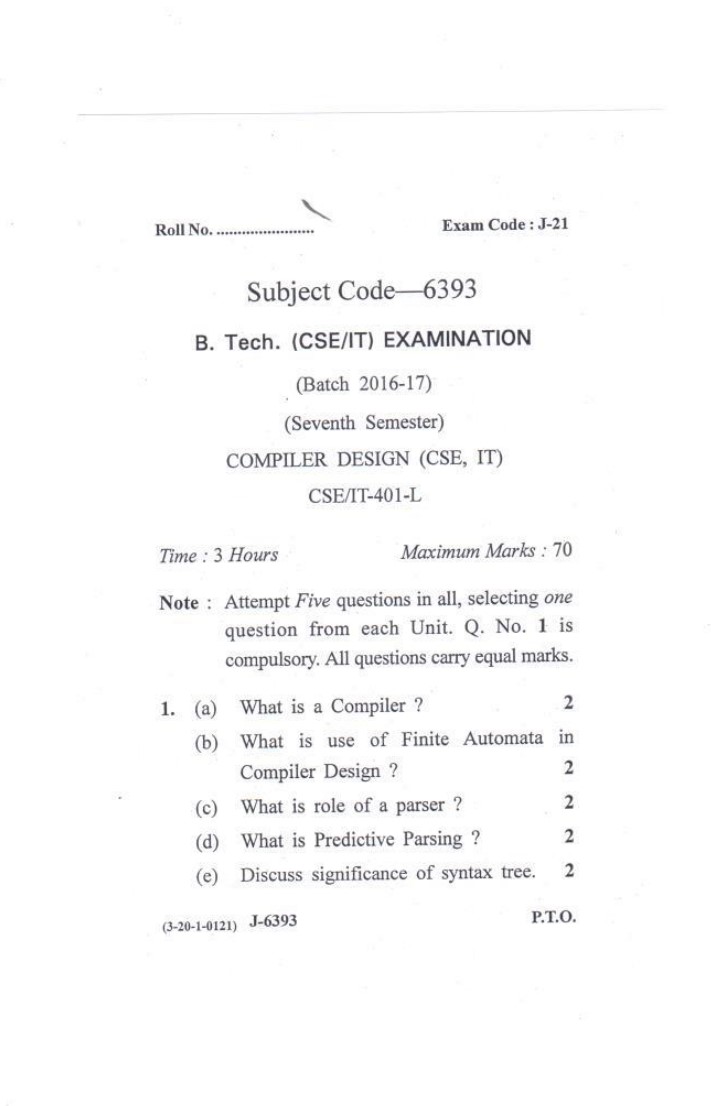 Roll No. ........................ Exam Code : J-21
Subject Code—6393
B. Tech. (CSE/IT) EXAMINATION
(Batch 2016-17)
(Seventh Semester)
COMPILER DESIGN (CSE, IT)
CSE/IT-401-L
Time : 3 Hours Maximum Marks : 70
Note : Attempt Five questions in all, selecting one
question from each Unit. Q. No. 1 is
compulsory. All questions carry equal marks.
1. (a) What is a Compiler ? 2
(b) What is use of Finite Automata in
Compiler Design ? 2
(c) What is role of a parser ? 2
(d) What is Predictive Parsing ? 2
(e) Discuss significance of syntax tree. 2
(3-20-1-0121) J-6393 P.T.O.